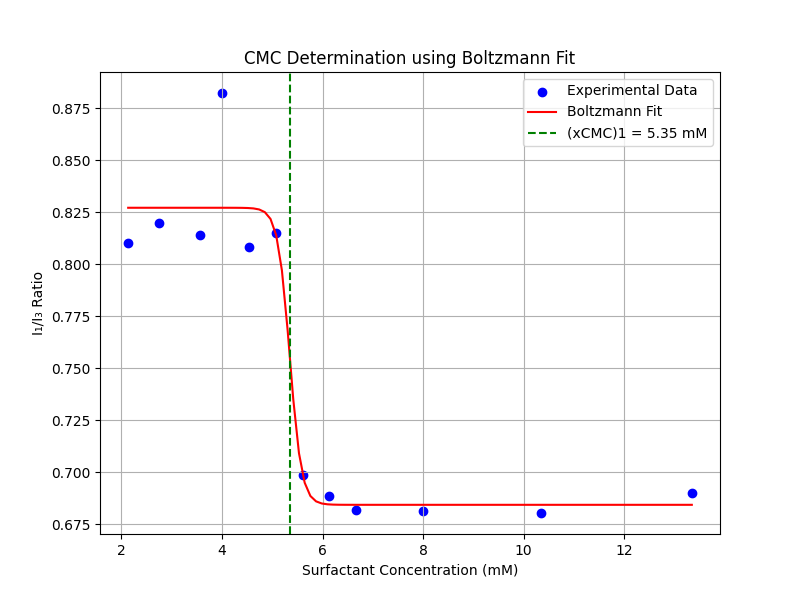 CMC Determination using Boltzmann Fit
Experimental Data
Boltzmann Fit
(xCMC)1 = 5.35 mM
I₁/I₃ Ratio
0.875
0.850
0.825
0.800
0.775
0.750
0.725
0.700
0.675
2 4 6 8 10 12
Surfactant Concentration (mM)